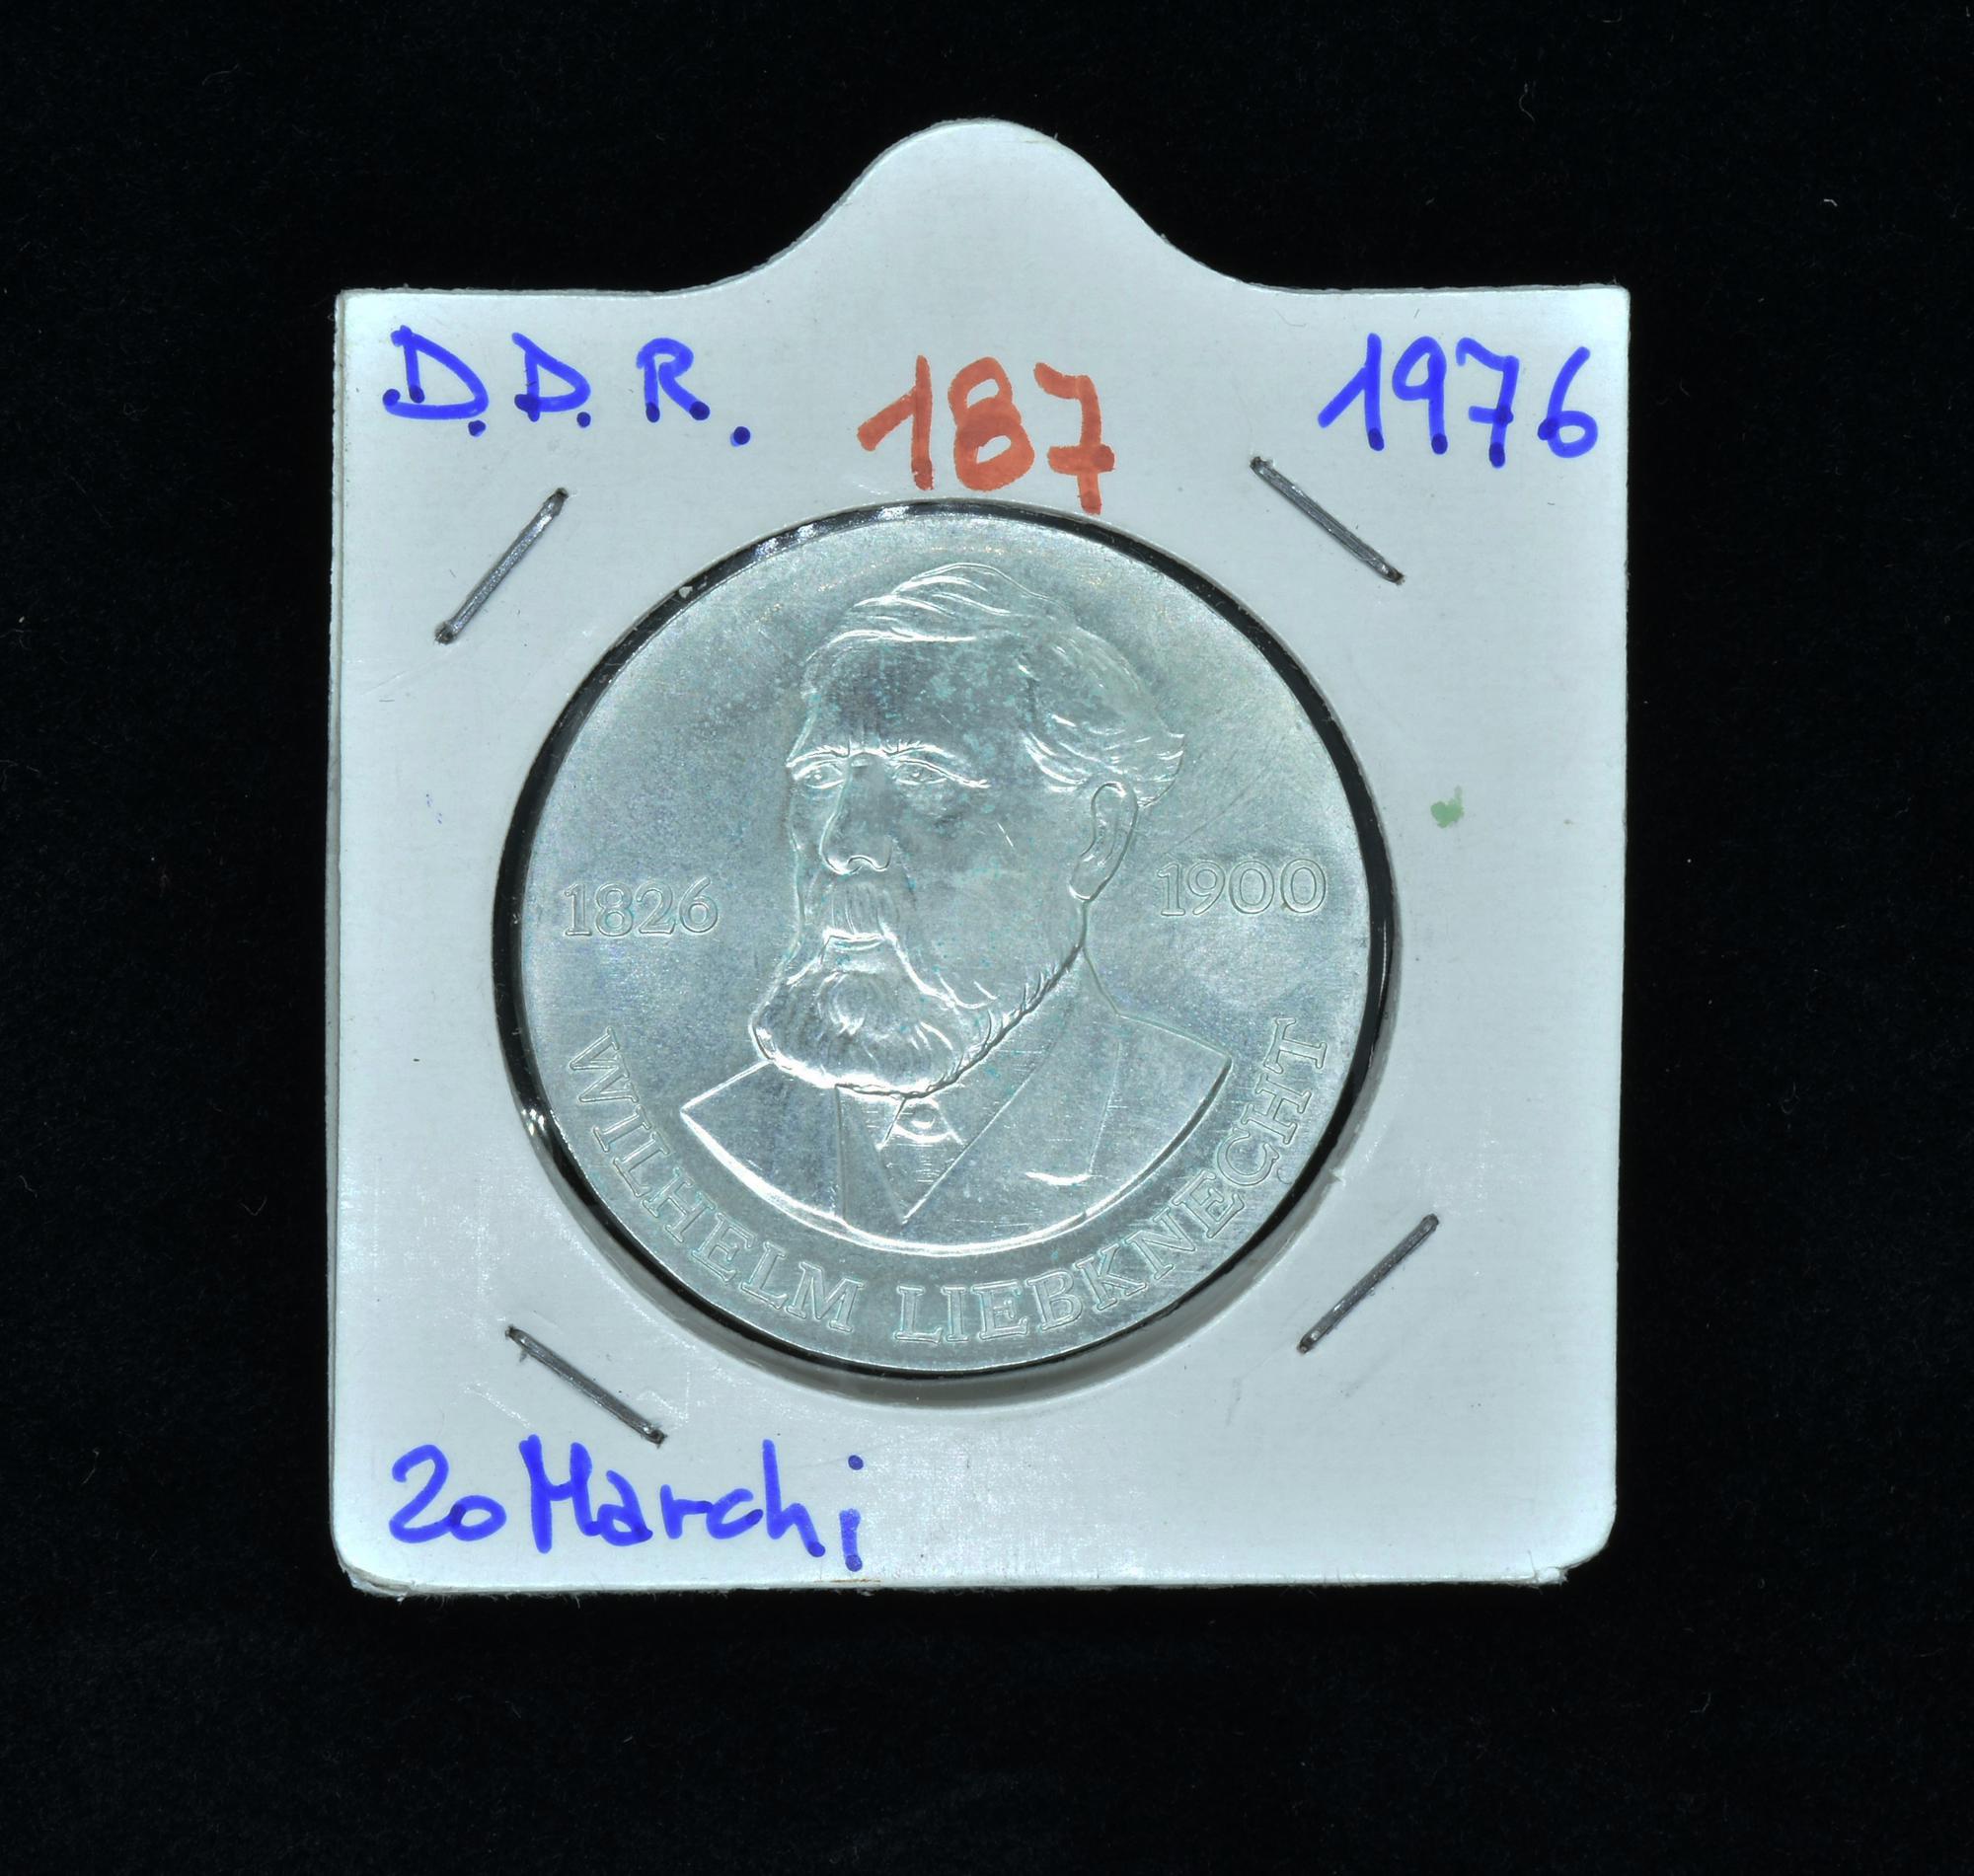 D.D.R. 187 1976
1826 1900
WILHELM LIEBKNECHT
20 Marchi